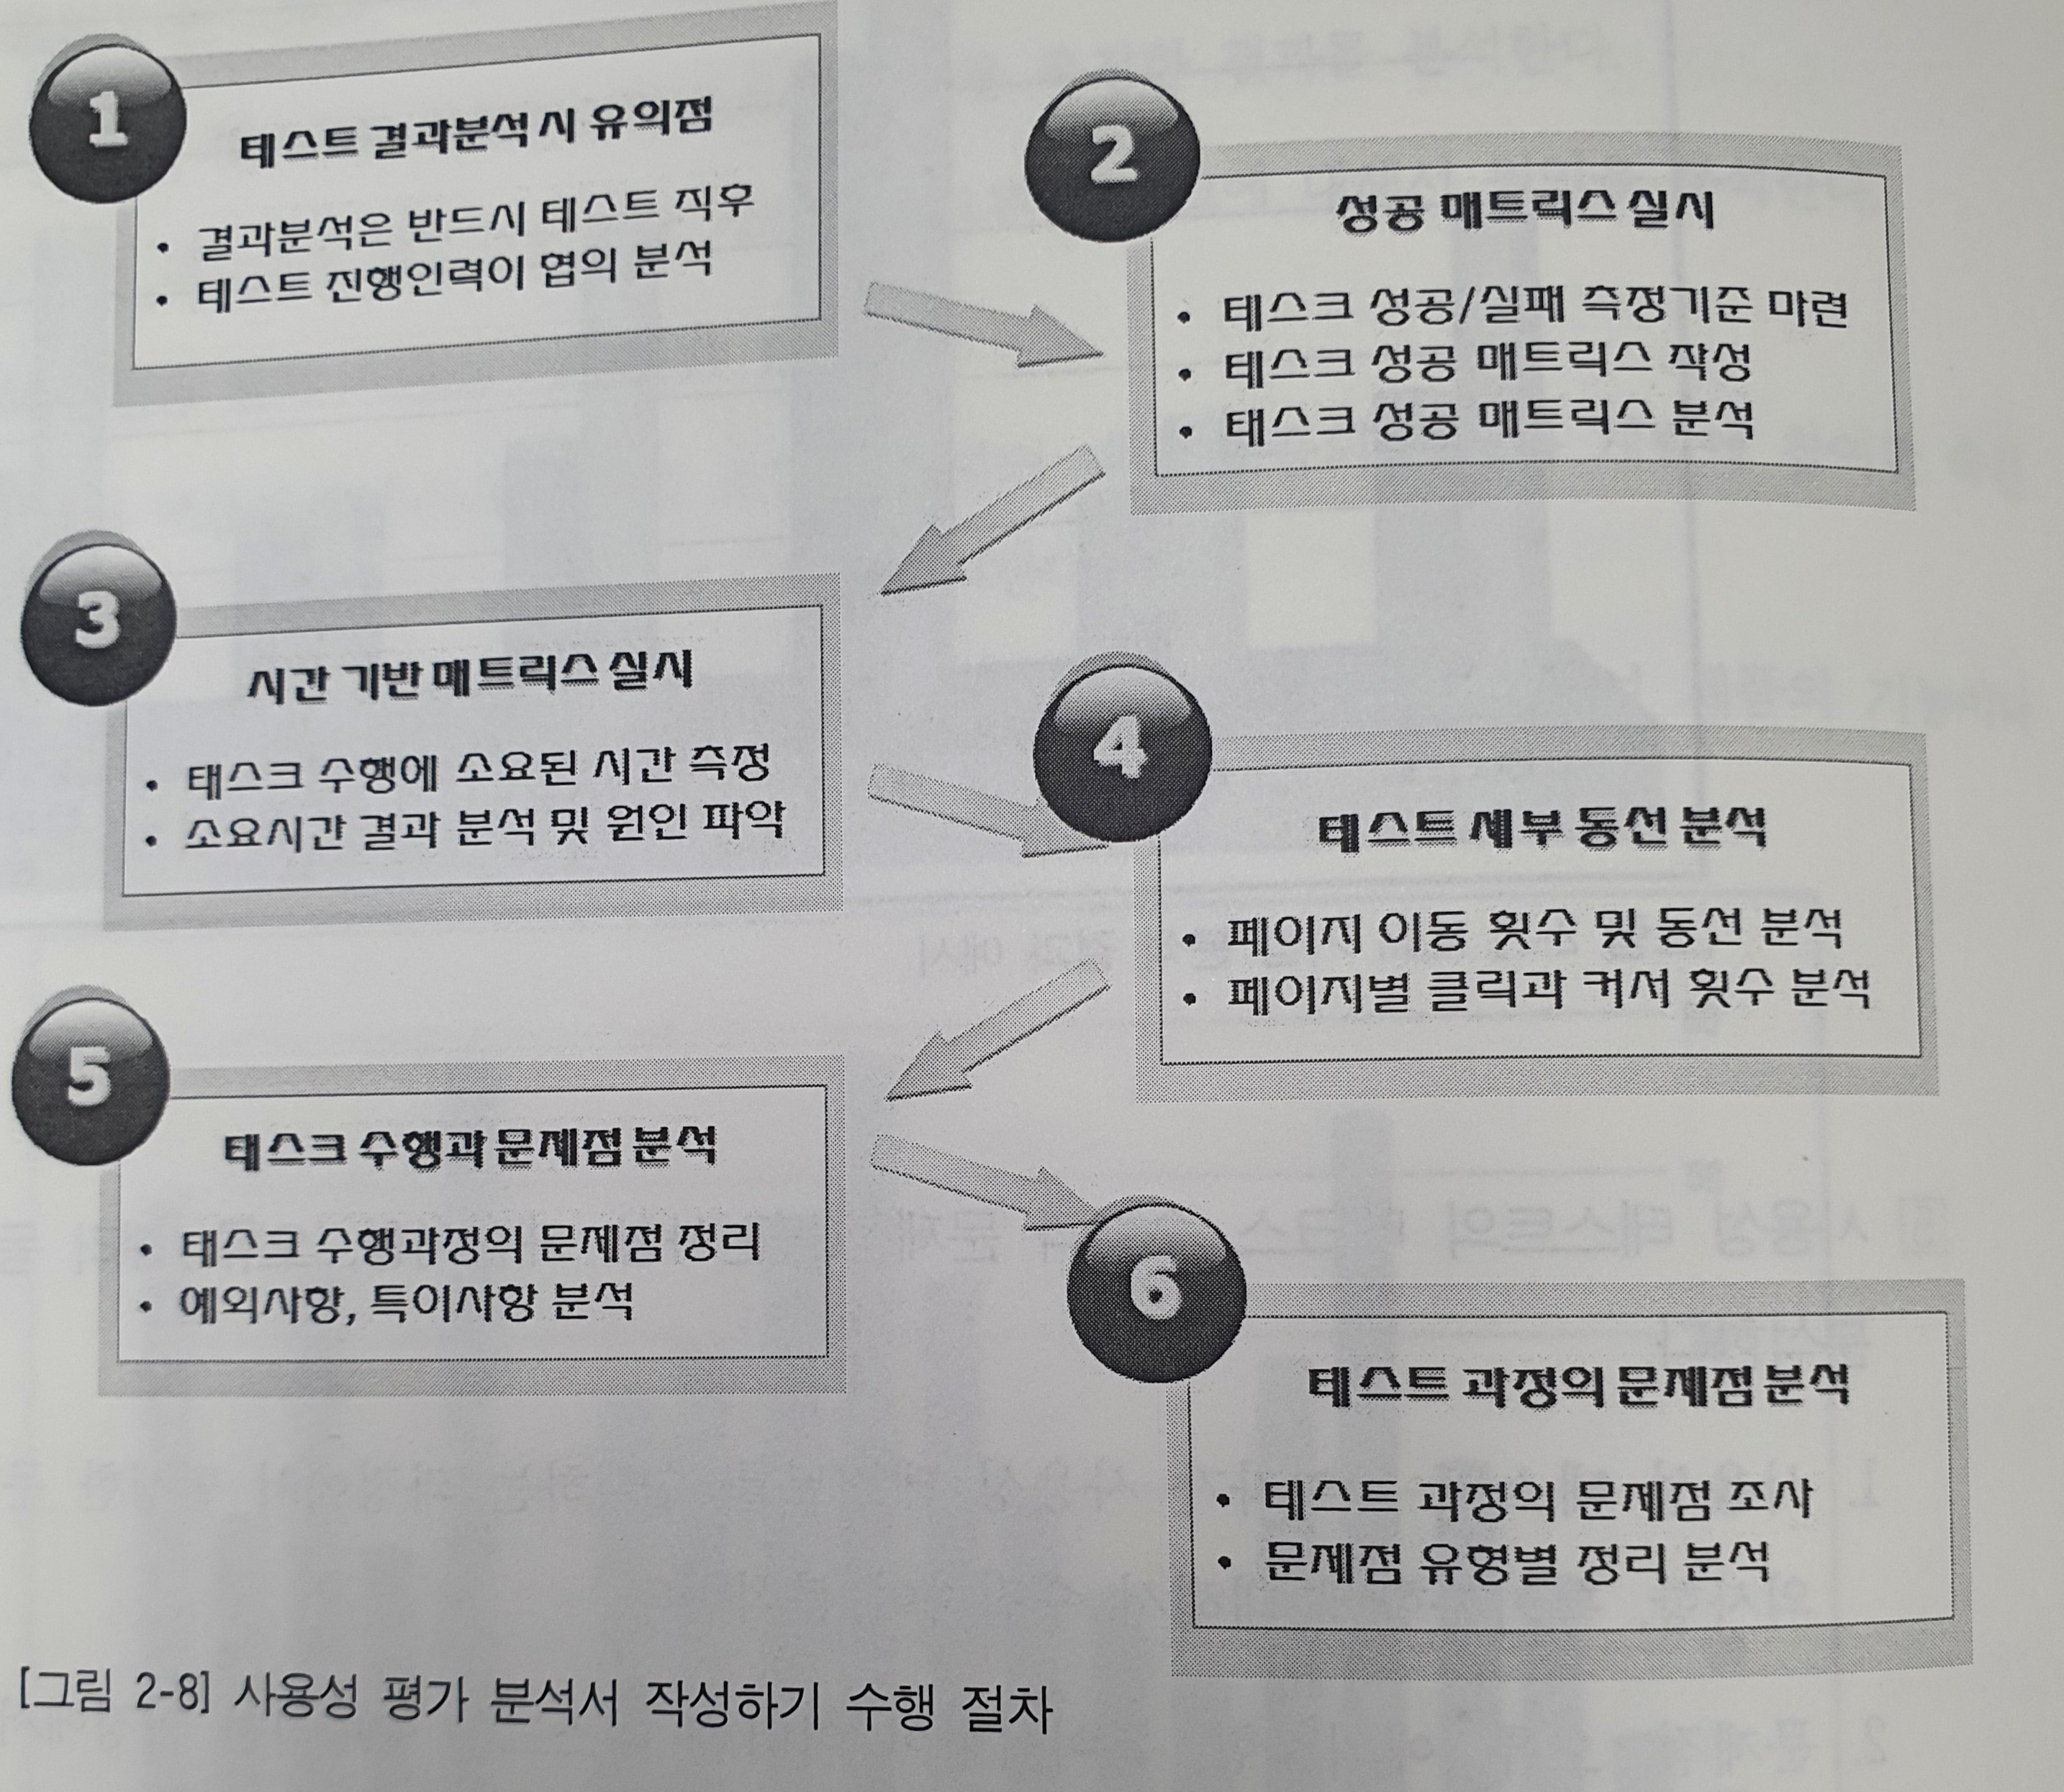 1
테스트 결과분석 시 유의점
• 결과분석은 반드시 테스트 직후
• 테스트 진행인력이 협의 분석
2
성공 매트릭스 실시
• 테스크 성공/실패 측정기준 마련
• 테스크 성공 매트릭스 작성
• 태스크 성공 매트릭스 분석
3
시간 기반 매트릭스 실시
• 태스크 수행에 소요된 시간 측정
• 소요시간 결과 분석 및 원인 파악
4
테스트 세부 동선 분석
• 페이지 이동 횟수 및 동선 분석
• 페이지별 클릭과 커서 횟수 분석
5
태스크 수행과 문제점 분석
• 태스크 수행과정의 문제점 정리
• 예외사항, 특이사항 분석
6
테스트 과정의 문제점 분석
• 테스트 과정의 문제점 조사
• 문제점 유형별 정리 분석
[그림 2-8] 사용성 평가 분석서 작성하기 수행 절차